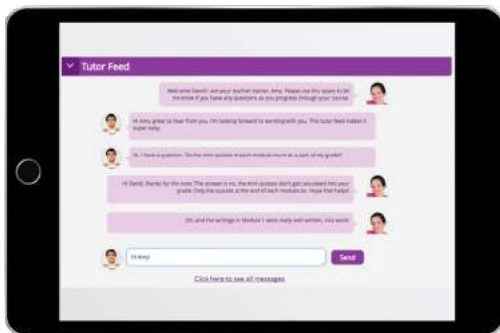 Tutor Feed
Welcome David! I am your teacher trainer, Amy. Please use this space to let
me know if you have any questions as you progress through your course.
Hi Amy, great to hear from you. I'm looking forward to working with you. This tutor feed makes it
super easy.
Hi, I have a question. Do the mini quizzes in each module count as a part of my grade?
Hi David, thanks for the note. The answer is no, the mini quizzes don't get calculated into your
grade. Only the quizzes at the end of each module do. Hope that helps!
Oh, and the writings in Module 1 were really well written, nice work!
Hi Amy!
Send
Click here to see all messages